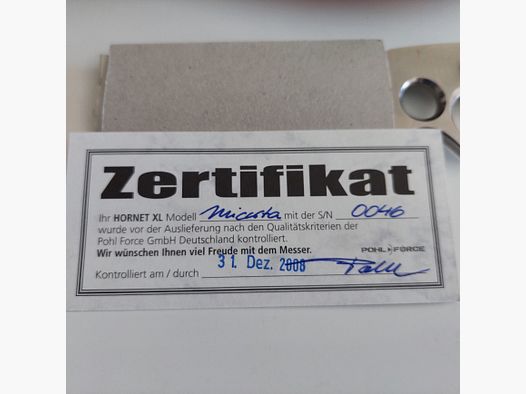 Zertifikat
Ihr HORNET XL Modell Micarta mit der S/N 0046
wurde vor der Auslieferung nach den Qualitätskriterien der
Pohl Force GmbH Deutschland kontrolliert.
Wir wünschen Ihnen viel Freude mit dem Messer.
POHL FORCE
Kontrolliert am / durch 31. Dez. 2008 Pohl